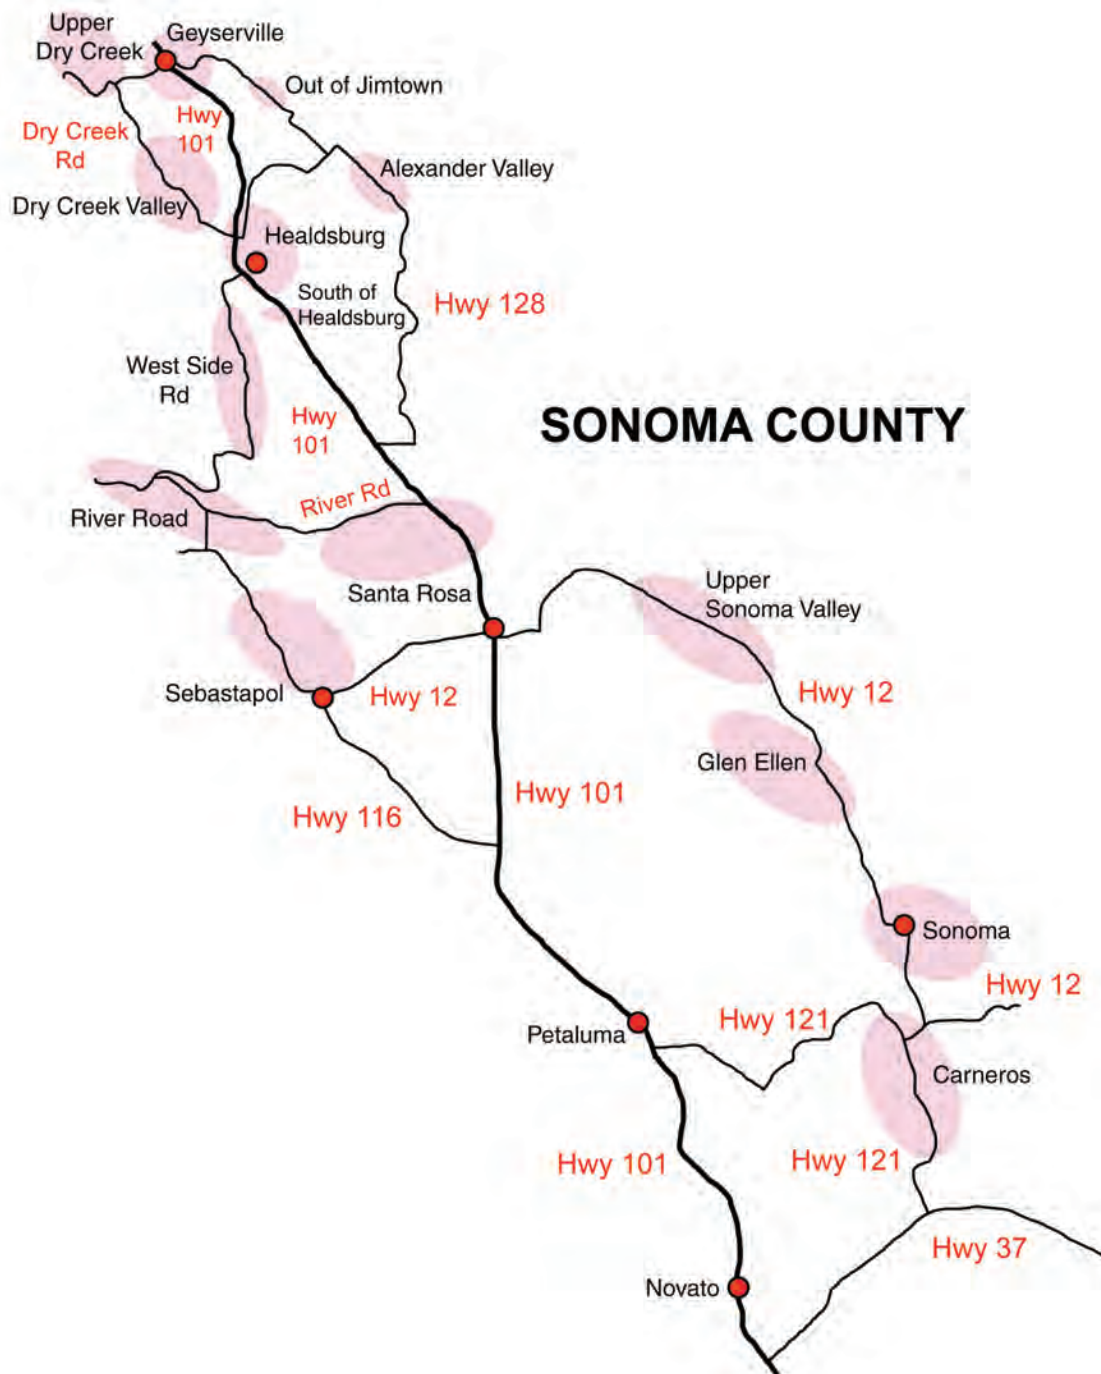 Upper
Dry Creek
Geyserville
Out of Jimtown
Hwy
101
Dry Creek
Rd
Alexander Valley
Dry Creek Valley
Healdsburg
South of
Healdsburg
Hwy 128
West Side
Rd
Hwy
101
SONOMA COUNTY
River Rd
River Road
Santa Rosa
Upper
Sonoma Valley
Sebastapol
Hwy 12
Hwy 12
Glen Ellen
Hwy 101
Hwy 116
Sonoma
Hwy 12
Hwy 121
Petaluma
Carneros
Hwy 101
Hwy 121
Hwy 37
Novato